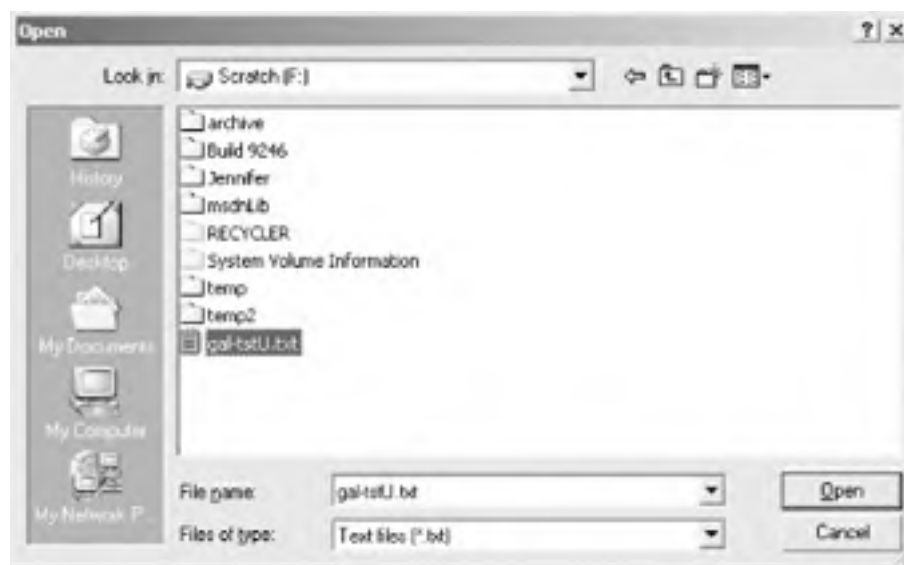 Open
Look in: Scratch (F:)
History
Desktop
My Documents
My Computer
My Network P...
archive
Build 9246
Jennifer
msdnLib
RECYCLER
System Volume Information
temp
temp2
gal-tstU.txt
File name: gal-tstU.txt
Open
Files of type: Text files (*.txt)
Cancel